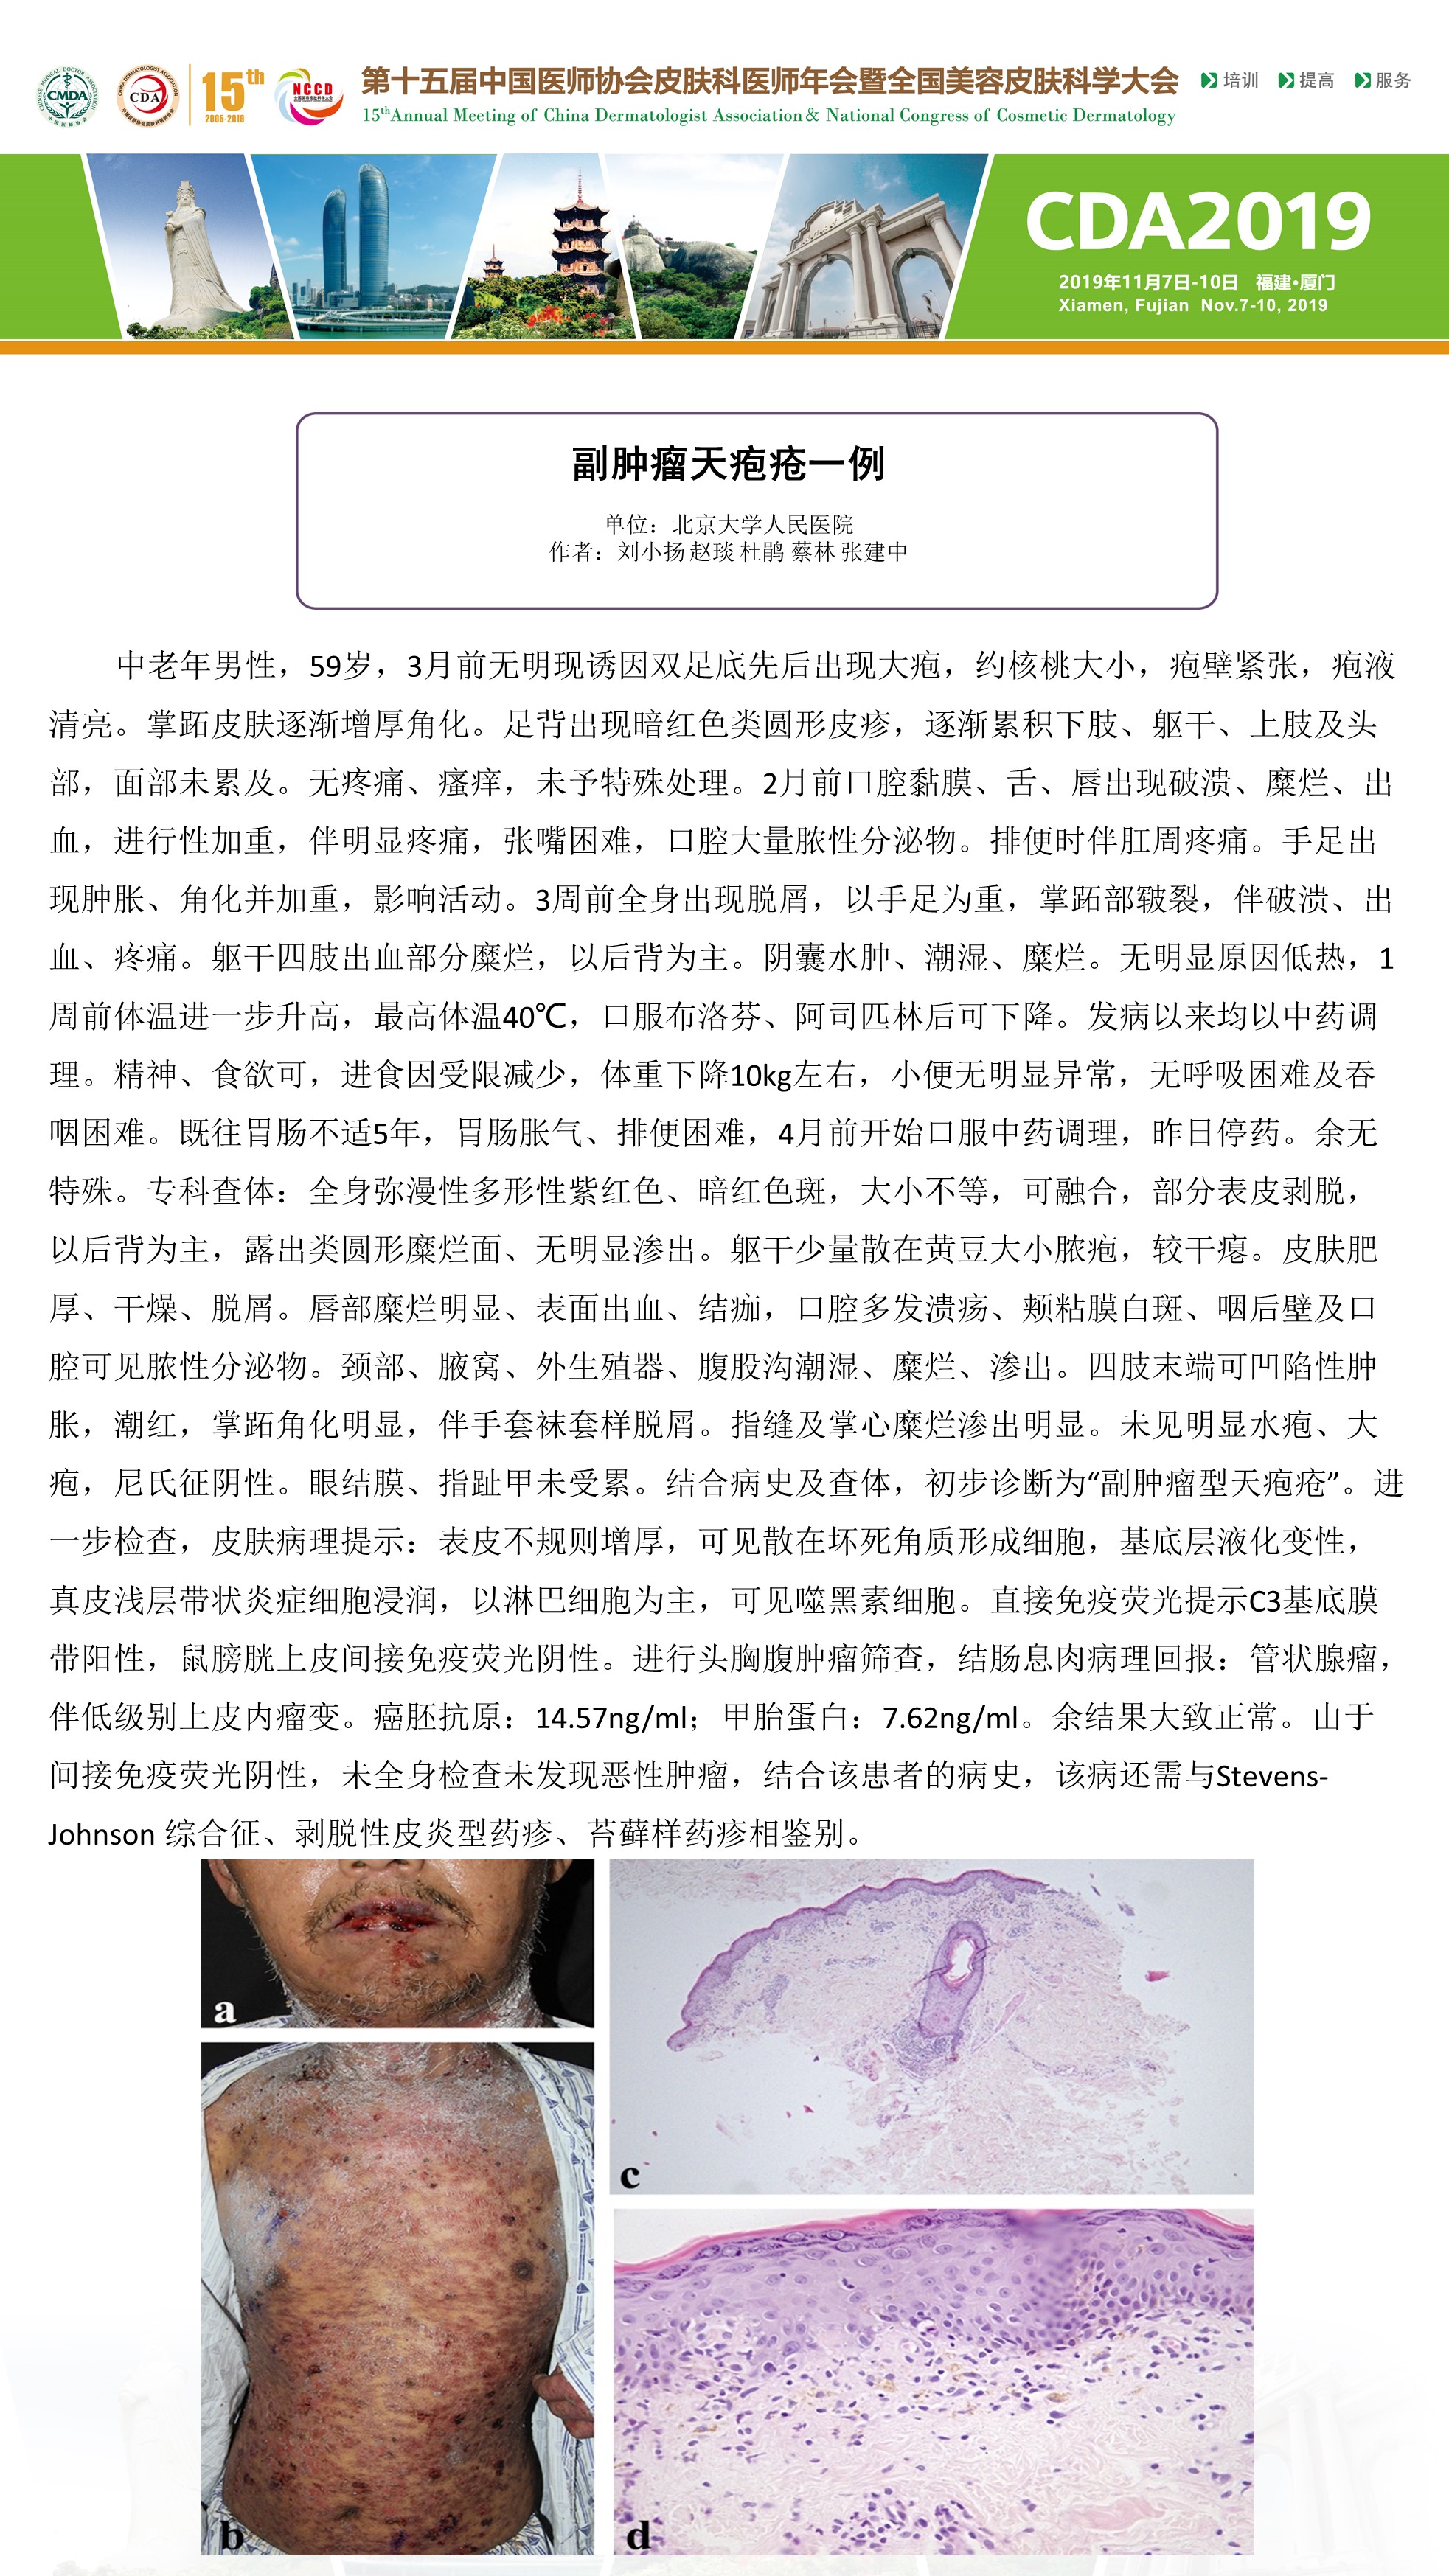 CMDA
CDA
15th
2005-2019
NCCD
第十五届中国医师协会皮肤科医师年会暨全国美容皮肤科学大会
15thAnnual Meeting of China Dermatologist Association& National Congress of Cosmetic Dermatology
培训 提高 服务
CDA2019
2019年11月7日-10日 福建•厦门
Xiamen, Fujian Nov.7-10, 2019
副肿瘤天疱疮一例
单位：北京大学人民医院
作者：刘小扬 赵琰 杜鹃 蔡林 张建中
中老年男性，59岁，3月前无明现诱因双足底先后出现大疱，约核桃大小，疱壁紧张，疱液
清亮。掌跖皮肤逐渐增厚角化。足背出现暗红色类圆形皮疹，逐渐累积下肢、躯干、上肢及头
部，面部未累及。无疼痛、瘙痒，未予特殊处理。2月前口腔黏膜、舌、唇出现破溃、糜烂、出
血，进行性加重，伴明显疼痛，张嘴困难，口腔大量脓性分泌物。排便时伴肛周疼痛。手足出
现肿胀、角化并加重，影响活动。3周前全身出现脱屑，以手足为重，掌跖部皲裂，伴破溃、出
血、疼痛。躯干四肢出血部分糜烂，以后背为主。阴囊水肿、潮湿、糜烂。无明显原因低热，1
周前体温进一步升高，最高体温40℃，口服布洛芬、阿司匹林后可下降。发病以来均以中药调
理。精神、食欲可，进食因受限减少，体重下降10kg左右，小便无明显异常，无呼吸困难及吞
咽困难。既往胃肠不适5年，胃肠胀气、排便困难，4月前开始口服中药调理，昨日停药。余无
特殊。专科查体：全身弥漫性多形性紫红色、暗红色斑，大小不等，可融合，部分表皮剥脱，
以后背为主，露出类圆形糜烂面、无明显渗出。躯干少量散在黄豆大小脓疱，较干瘪。皮肤肥
厚、干燥、脱屑。唇部糜烂明显、表面出血、结痂，口腔多发溃疡、颊粘膜白斑、咽后壁及口
腔可见脓性分泌物。颈部、腋窝、外生殖器、腹股沟潮湿、糜烂、渗出。四肢末端可凹陷性肿
胀，潮红，掌跖角化明显，伴手套袜套样脱屑。指缝及掌心糜烂渗出明显。未见明显水疱、大
疱，尼氏征阴性。眼结膜、指趾甲未受累。结合病史及查体，初步诊断为“副肿瘤型天疱疮”。进
一步检查，皮肤病理提示：表皮不规则增厚，可见散在坏死角质形成细胞，基底层液化变性，
真皮浅层带状炎症细胞浸润，以淋巴细胞为主，可见噬黑素细胞。直接免疫荧光提示C3基底膜
带阳性，鼠膀胱上皮间接免疫荧光阴性。进行头胸腹肿瘤筛查，结肠息肉病理回报：管状腺瘤，
伴低级别上皮内瘤变。癌胚抗原：14.57ng/ml；甲胎蛋白：7.62ng/ml。余结果大致正常。由于
间接免疫荧光阴性，未全身检查未发现恶性肿瘤，结合该患者的病史，该病还需与Stevens-
Johnson 综合征、剥脱性皮炎型药疹、苔藓样药疹相鉴别。
a
b
c
d